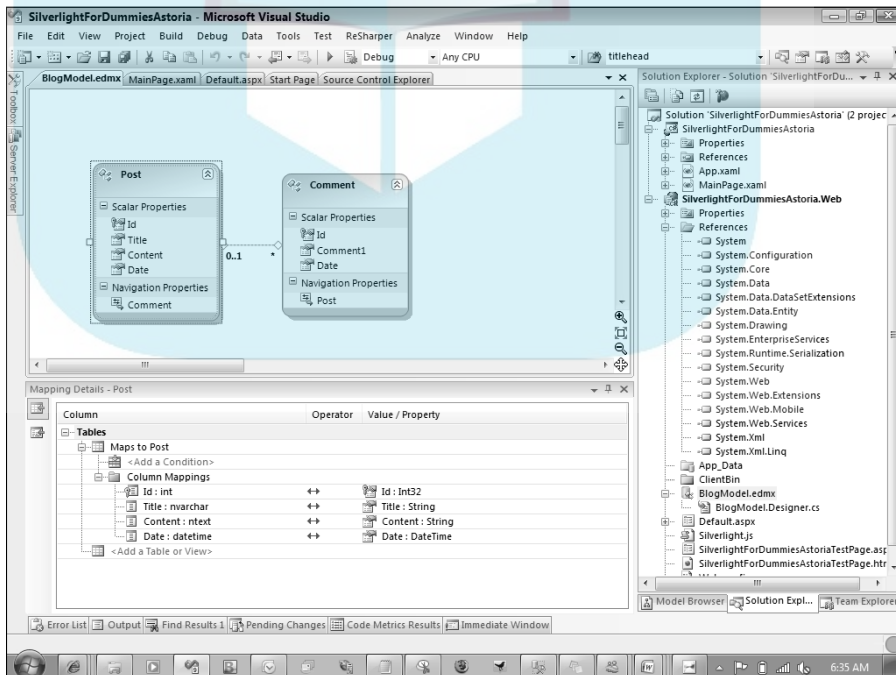 SilverlightForDummiesAstoria - Microsoft Visual Studio
File Edit View Project Build Debug Data Tools Test ReSharper Analyze Window Help
Debug Any CPU titlehead
BlogModel.edmx MainPage.xaml Default.aspx Start Page Source Control Explorer
Toolbox
Server Explorer
Post
Scalar Properties
Id
Title
Content
Date
Navigation Properties
Comment
0..1 *
Comment
Scalar Properties
Id
Comment1
Date
Navigation Properties
Post
Mapping Details - Post
Column Operator Value / Property
Tables
Maps to Post
<Add a Condition>
Column Mappings
Id : int Id : Int32
Title : nvarchar Title : String
Content : ntext Content : String
Date : datetime Date : DateTime
<Add a Table or View>
Error List Output Find Results 1 Pending Changes Code Metrics Results Immediate Window
Solution Explorer - Solution 'SilverlightForDu...
Solution 'SilverlightForDummiesAstoria' (2 projec
SilverlightForDummiesAstoria
Properties
References
App.xaml
MainPage.xaml
SilverlightForDummiesAstoria.Web
Properties
References
System
System.Configuration
System.Core
System.Data
System.Data.DataSetExtensions
System.Data.Entity
System.Drawing
System.EnterpriseServices
System.Runtime.Serialization
System.Security
System.Web
System.Web.Extensions
System.Web.Mobile
System.Web.Services
System.Xml
System.Xml.Linq
App_Data
ClientBin
BlogModel.edmx
BlogModel.Designer.cs
Default.aspx
Silverlight.js
SilverlightForDummiesAstoriaTestPage.asp
SilverlightForDummiesAstoriaTestPage.htr
Model Browser Solution Expl... Team Explorer
6:35 AM